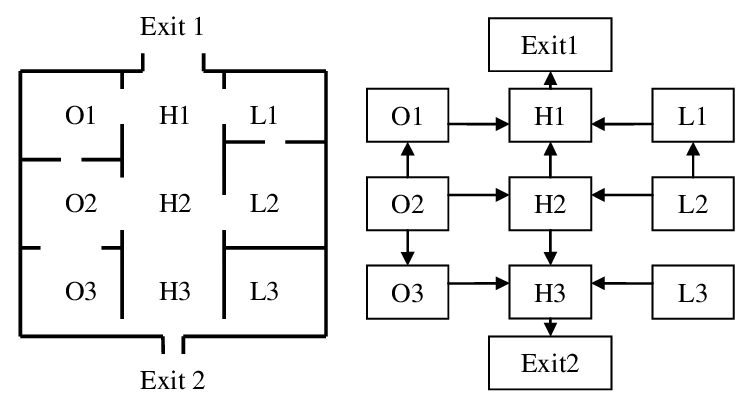 Exit 1
O1 H1 L1
O2 H2 L2
O3 H3 L3
Exit 2
Exit1
O1 H1 L1
O2 H2 L2
O3 H3 L3
Exit2